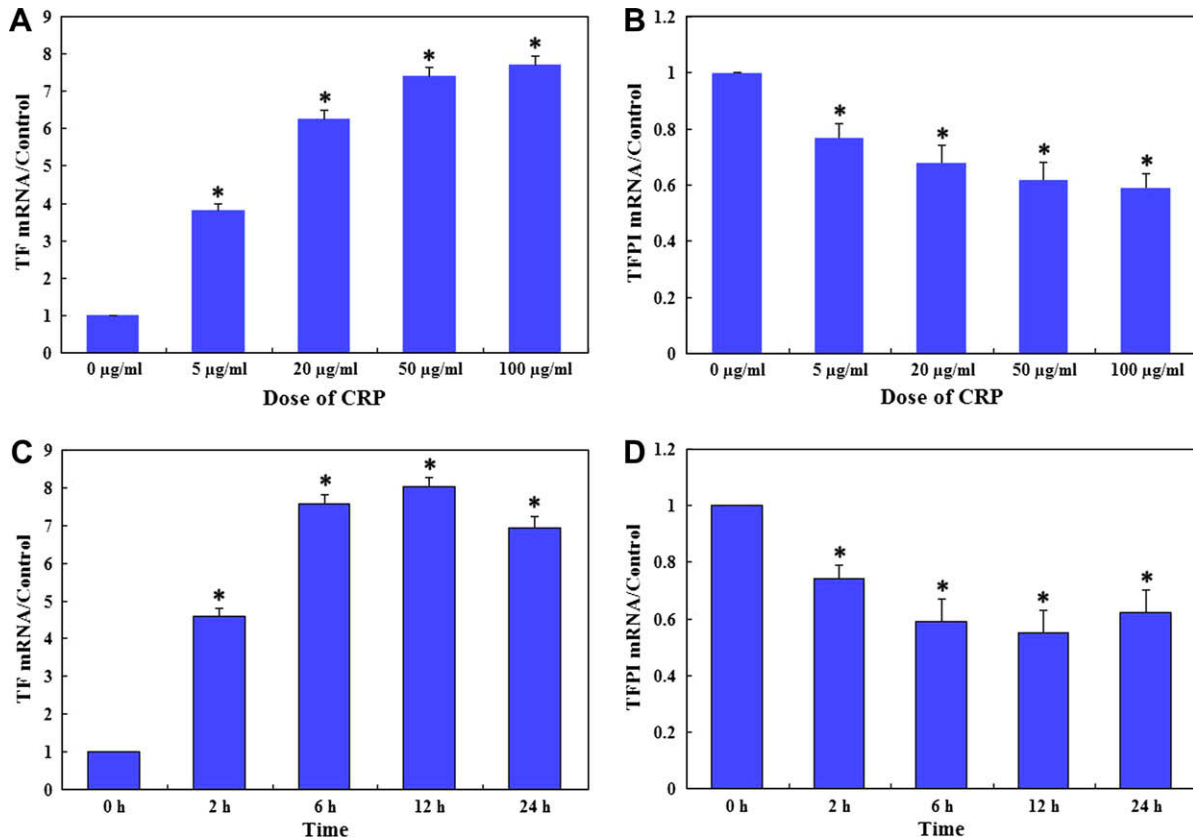 A
TF mRNA/Control
9
8
7
6
5
4
3
2
1
0
* * * *
0 µg/ml 5 µg/ml 20 µg/ml 50 µg/ml 100 µg/ml
Dose of CRP
B
TFPI mRNA/Control
1.2
1
0.8
0.6
0.4
0.2
0
* * * *
0 µg/ml 5 µg/ml 20 µg/ml 50 µg/ml 100 µg/ml
Dose of CRP
C
TF mRNA/Control
9
8
7
6
5
4
3
2
1
0
* * * *
0 h 2 h 6 h 12 h 24 h
Time
D
TFPI mRNA/Control
1.2
1
0.8
0.6
0.4
0.2
0
* * * *
0 h 2 h 6 h 12 h 24 h
Time